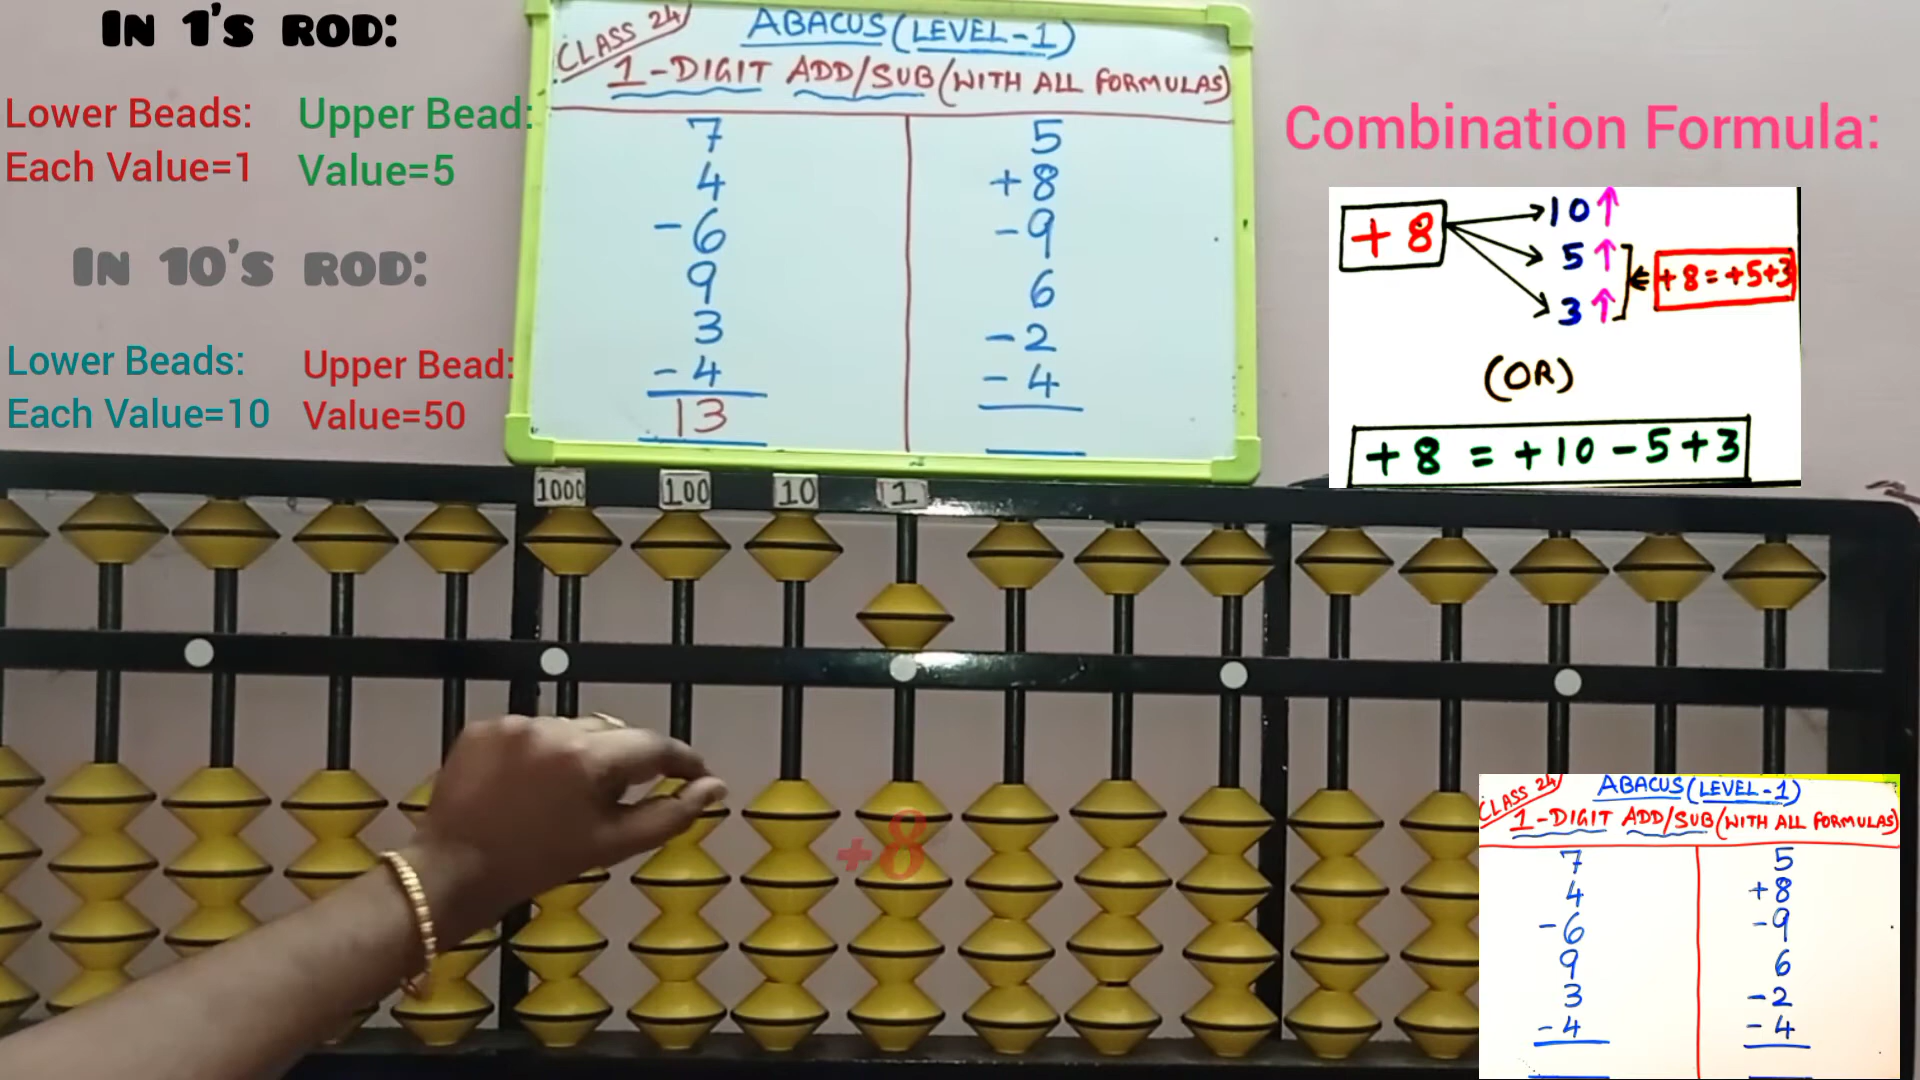 In 1's rod:
Lower Beads: Upper Bead:
Each Value=1 Value=5
In 10's rod:
Lower Beads: Upper Bead:
Each Value=10 Value=50
CLASS 24
ABACUS (LEVEL-1)
1-DIGIT ADD/SUB (WITH ALL FORMULAS)
7
4
-6
9
3
-4
13
5
+8
-9
6
-2
-4
Combination Formula:
+8
10↑
5↑
3↑
+8=+5+3
(OR)
+8 = +10-5+3
1000 100 10 1
+8
CLASS 24
ABACUS (LEVEL-1)
1-DIGIT ADD/SUB (WITH ALL FORMULAS)
7
4
-6
9
3
-4
5
+8
-9
6
-2
-4